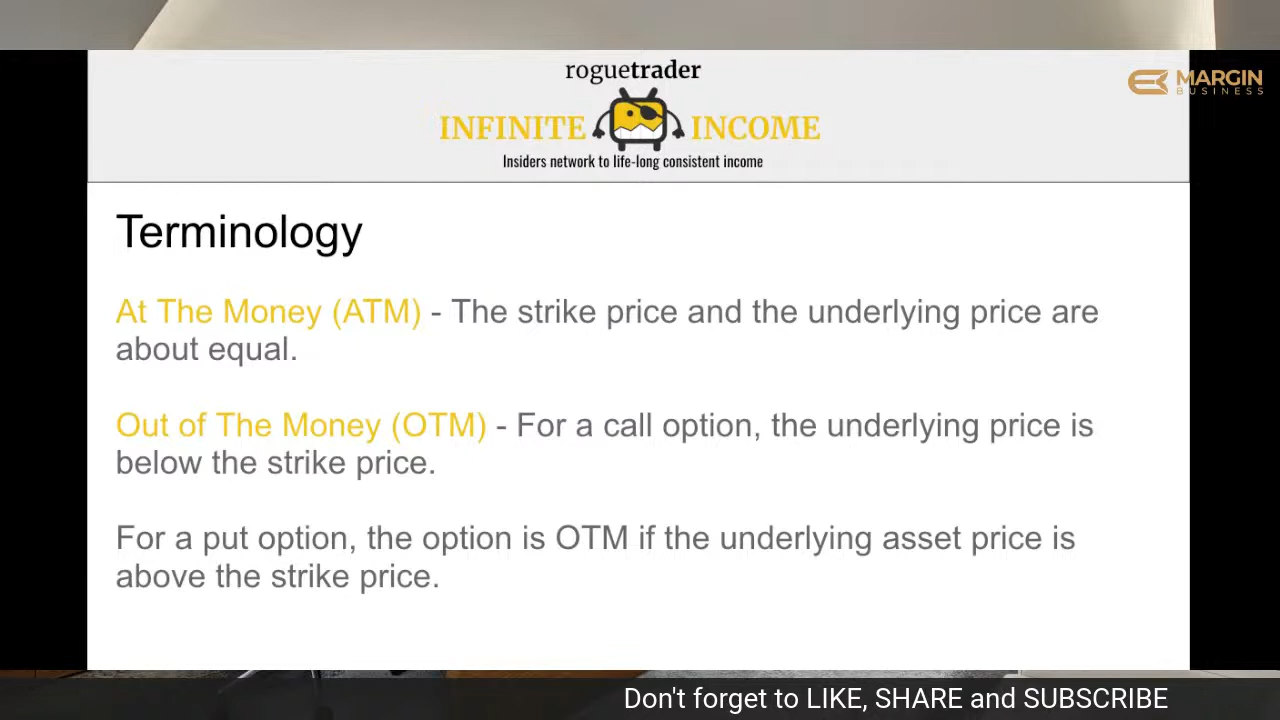 roguetrader
MARGIN
BUSINESS
INFINITE INCOME
Insiders network to life-long consistent income
Terminology
At The Money (ATM) - The strike price and the underlying price are
about equal.
Out of The Money (OTM) - For a call option, the underlying price is
below the strike price.
For a put option, the option is OTM if the underlying asset price is
above the strike price.
Don't forget to LIKE, SHARE and SUBSCRIBE